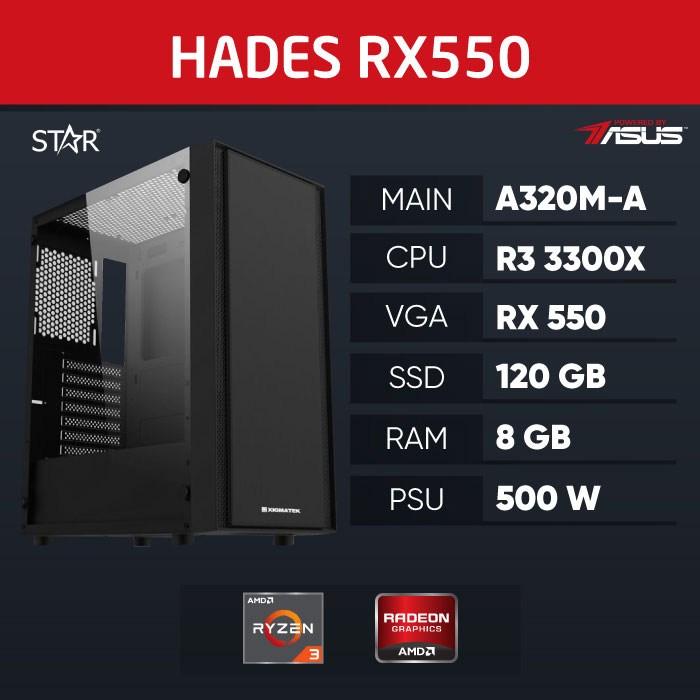 HADES RX550
STAR
POWERED BY
ASUS
MAIN A320M-A
CPU R3 3300X
VGA RX 550
SSD 120 GB
RAM 8 GB
PSU 500 W
XIGMATEK
AMD
RYZEN
3
RADEON
GRAPHICS
AMD